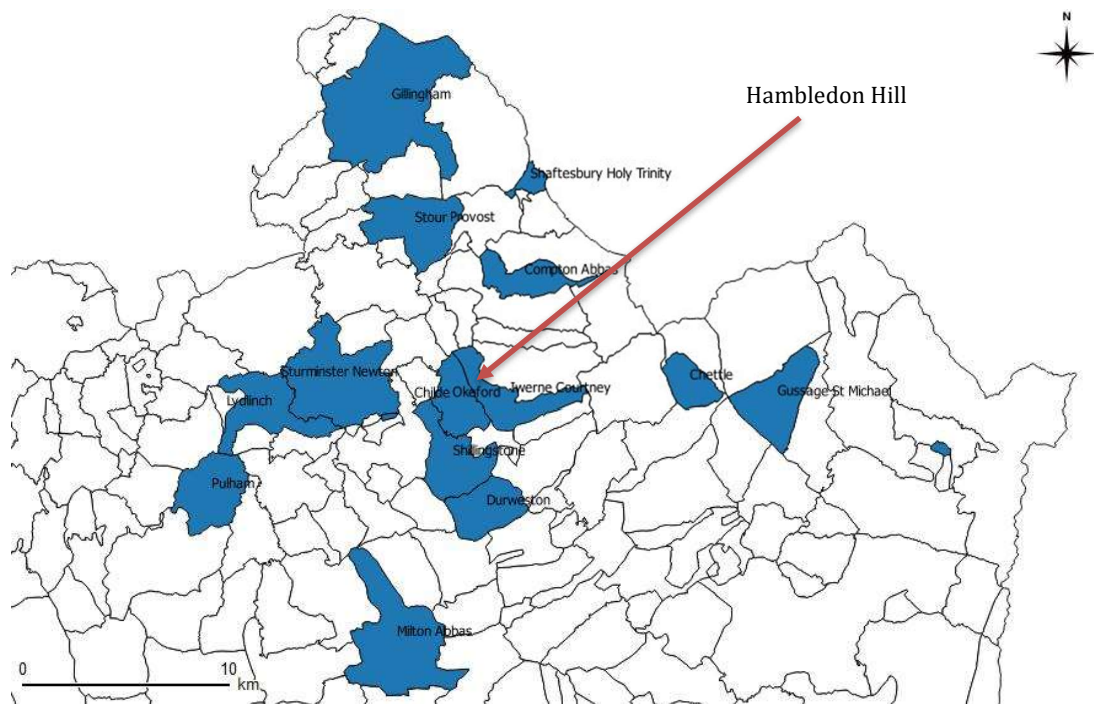 N
Hambledon Hill
Gillingham
Shaftesbury Holy Trinity
Stour Provost
Compton Abbas
Sturminster Newton
Chettle
Childe Okeford
Iwerne Courtney
Gussage St Michael
Lydlinch
Shillingstone
Pulham
Durweston
Milton Abbas
0 10
km